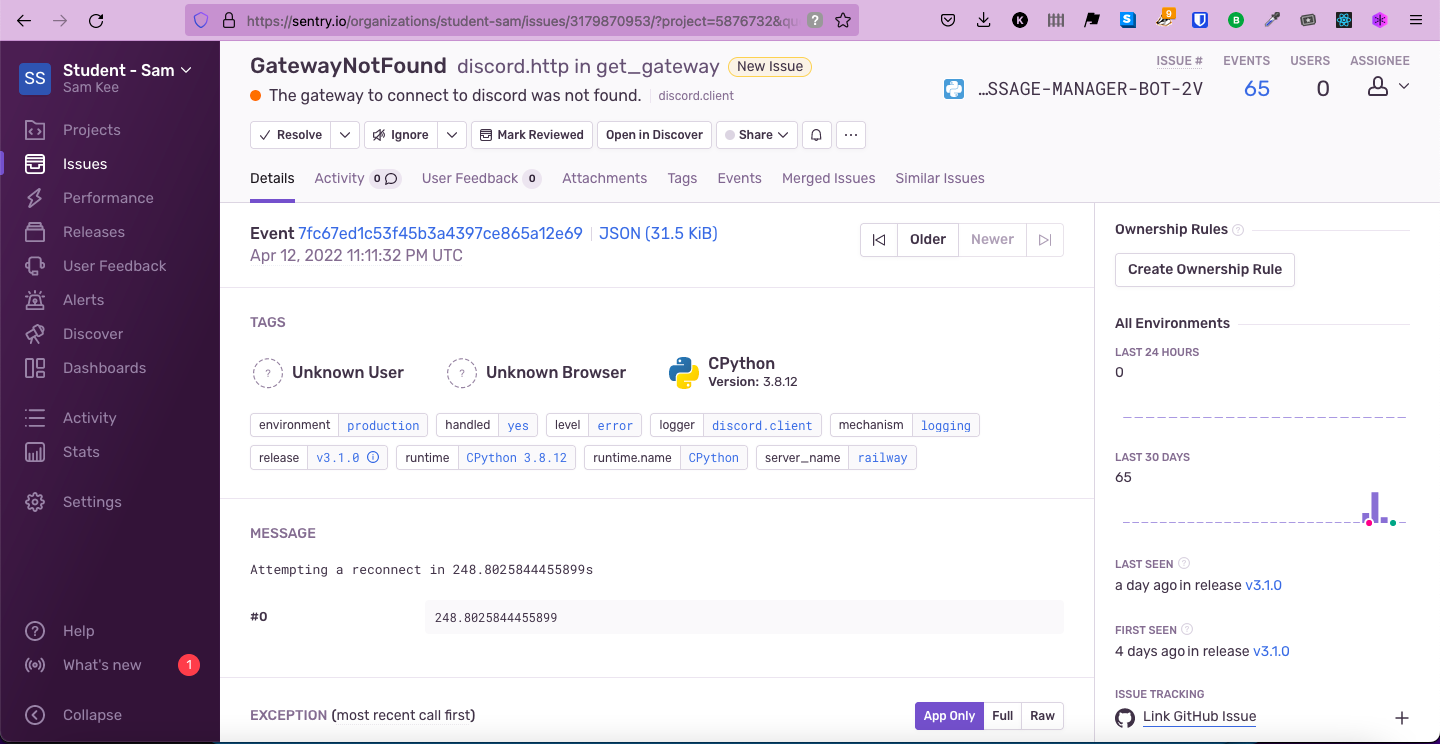 https://sentry.io/organizations/student-sam/issues/3179870953/?project=5876732&qu
9
SS
Student - Sam
Sam Kee
Projects
Issues
Performance
Releases
User Feedback
Alerts
Discover
Dashboards
Activity
Stats
Settings
Help
What's new 1
Collapse
GatewayNotFound discord.http in get_gateway New Issue
The gateway to connect to discord was not found. discord.client
ISSUE # EVENTS USERS ASSIGNEE
…SSAGE-MANAGER-BOT-2V 65 0
Resolve Ignore Mark Reviewed Open in Discover Share ...
Details Activity 0 User Feedback 0 Attachments Tags Events Merged Issues Similar Issues
Event 7fc67ed1c53f45b3a4397ce865a12e69 JSON (31.5 KiB)
Apr 12, 2022 11:11:32 PM UTC
Older Newer
TAGS
? Unknown User ? Unknown Browser CPython
Version: 3.8.12
environment production handled yes level error logger discord.client mechanism logging
release v3.1.0 runtime CPython 3.8.12 runtime.name CPython server_name railway
MESSAGE
Attempting a reconnect in 248.8025844455899s
#0 248.8025844455899
EXCEPTION (most recent call first) App Only Full Raw
Ownership Rules ?
Create Ownership Rule
All Environments
LAST 24 HOURS
0
LAST 30 DAYS
65
LAST SEEN ?
a day ago in release v3.1.0
FIRST SEEN ?
4 days ago in release v3.1.0
ISSUE TRACKING
Link GitHub Issue +